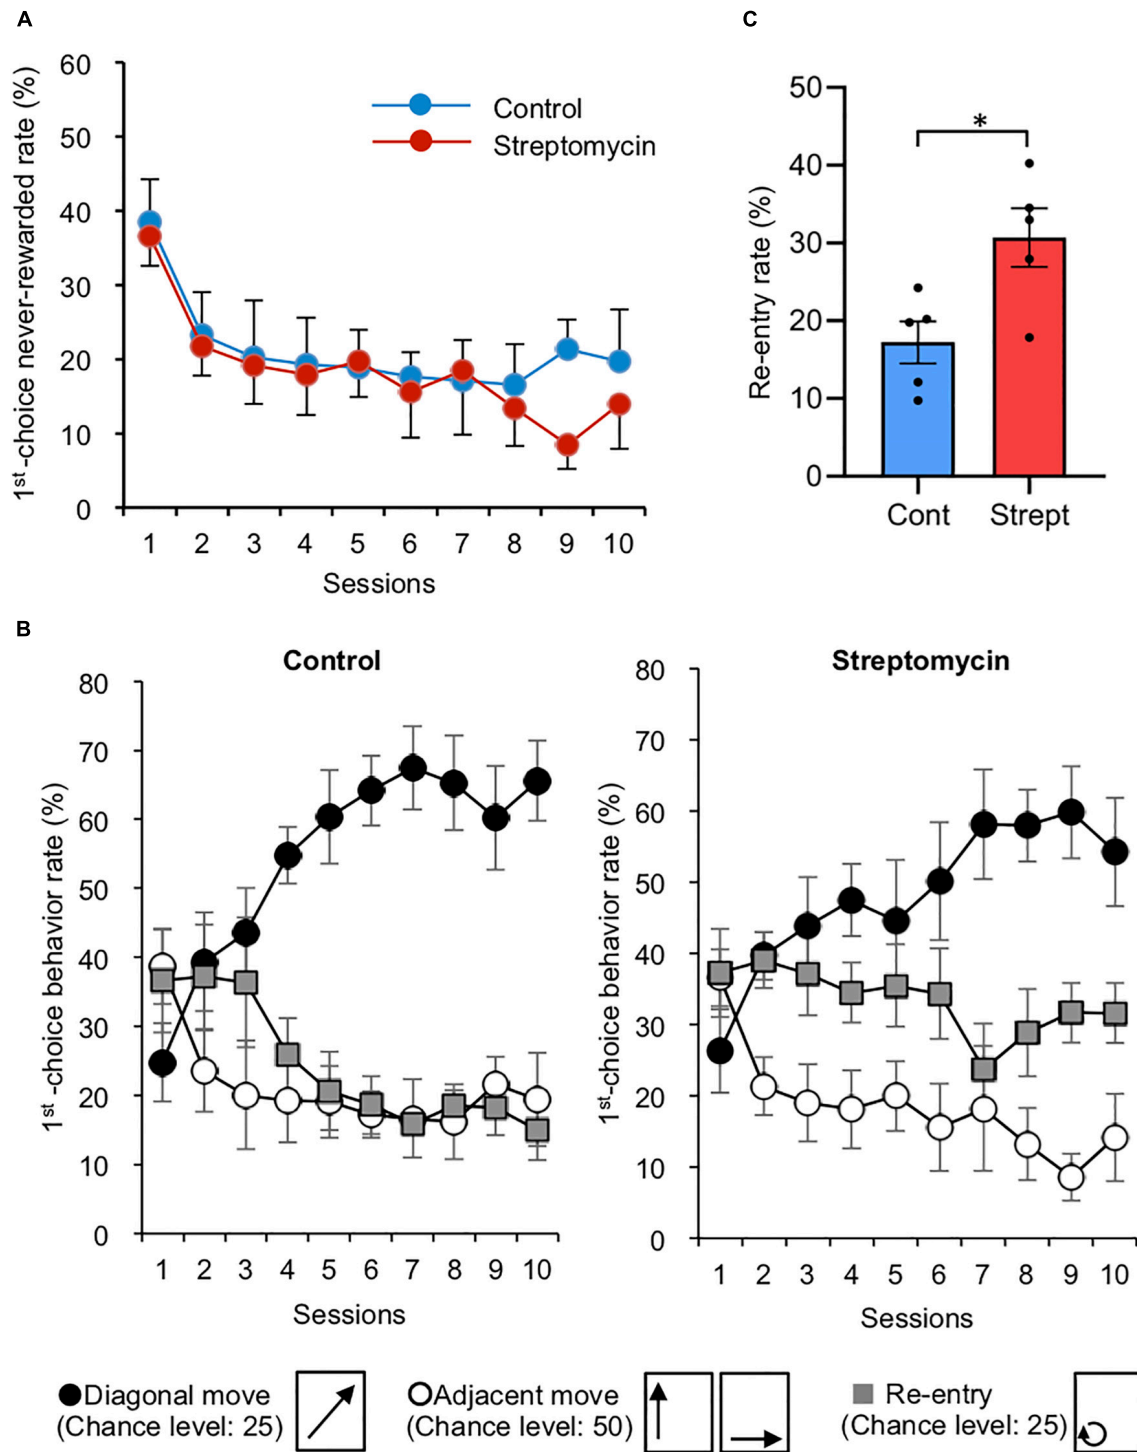 A
1st-choice never-rewarded rate (%)
60
50
40
30
20
10
0
Control
Streptomycin
1 2 3 4 5 6 7 8 9 10
Sessions
C
Re-entry rate (%)
50
40
30
20
10
0
*
Cont Strept
B
Control
1st-choice behavior rate (%)
80
70
60
50
40
30
20
10
0
1 2 3 4 5 6 7 8 9 10
Sessions
Streptomycin
1st-choice behavior rate (%)
80
70
60
50
40
30
20
10
0
1 2 3 4 5 6 7 8 9 10
Sessions
Diagonal move
(Chance level: 25)
Adjacent move
(Chance level: 50)
Re-entry
(Chance level: 25)